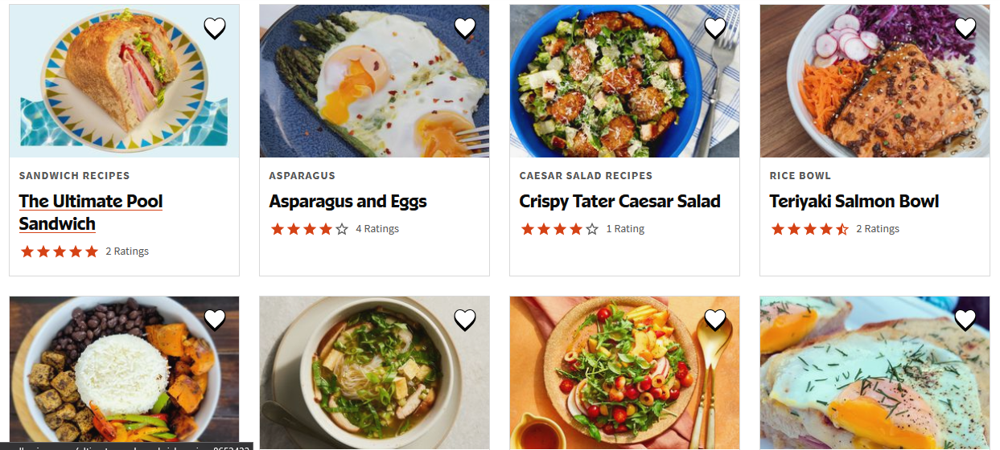 SANDWICH RECIPES
The Ultimate Pool
Sandwich
2 Ratings
ASPARAGUS
Asparagus and Eggs
4 Ratings
CAESAR SALAD RECIPES
Crispy Tater Caesar Salad
1 Rating
RICE BOWL
Teriyaki Salmon Bowl
2 Ratings